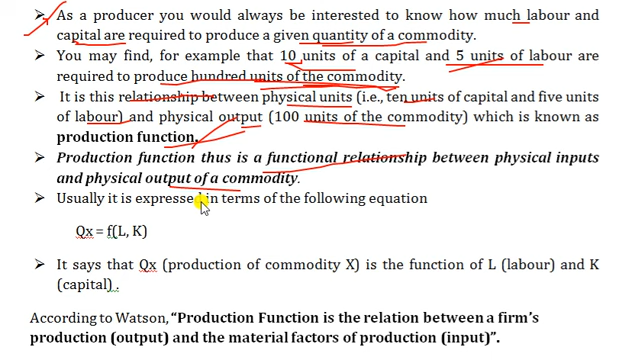 ➢ As a producer you would always be interested to know how much labour and
capital are required to produce a given quantity of a commodity.
➢ You may find, for example that 10 units of a capital and 5 units of labour are
required to produce hundred units of the commodity.
➢ It is this relationship between physical units (i.e., ten units of capital and five units
of labour) and physical output (100 units of the commodity) which is known as
production function.
➢ Production function thus is a functional relationship between physical inputs
and physical output of a commodity.
➢ Usually it is expressed in terms of the following equation
Qx = f(L, K)
➢ It says that Qx (production of commodity X) is the function of L (labour) and K
(capital) .
According to Watson, “Production Function is the relation between a firm’s
production (output) and the material factors of production (input)”.